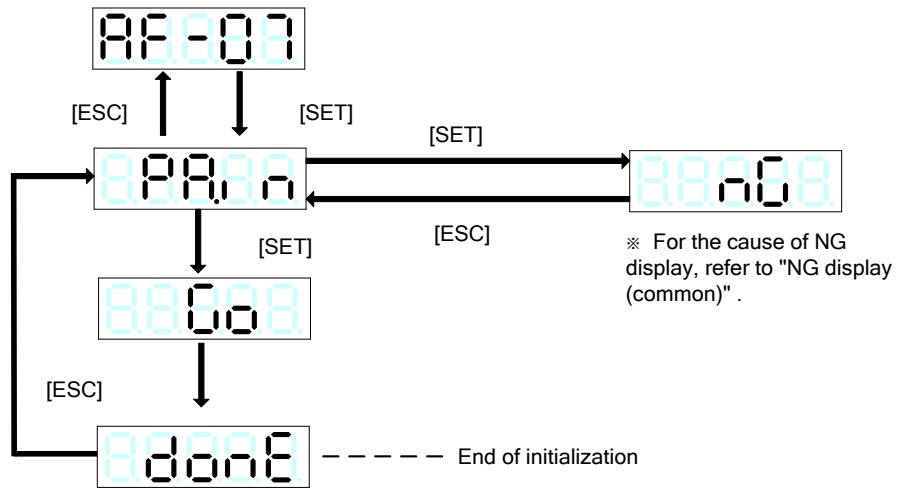 AF-07
[ESC]
[SET]
[SET]
PA.i n
nG
[ESC]
[SET]
※ For the cause of NG
display, refer to "NG display
(common)" .
Go
[ESC]
donE
End of initialization